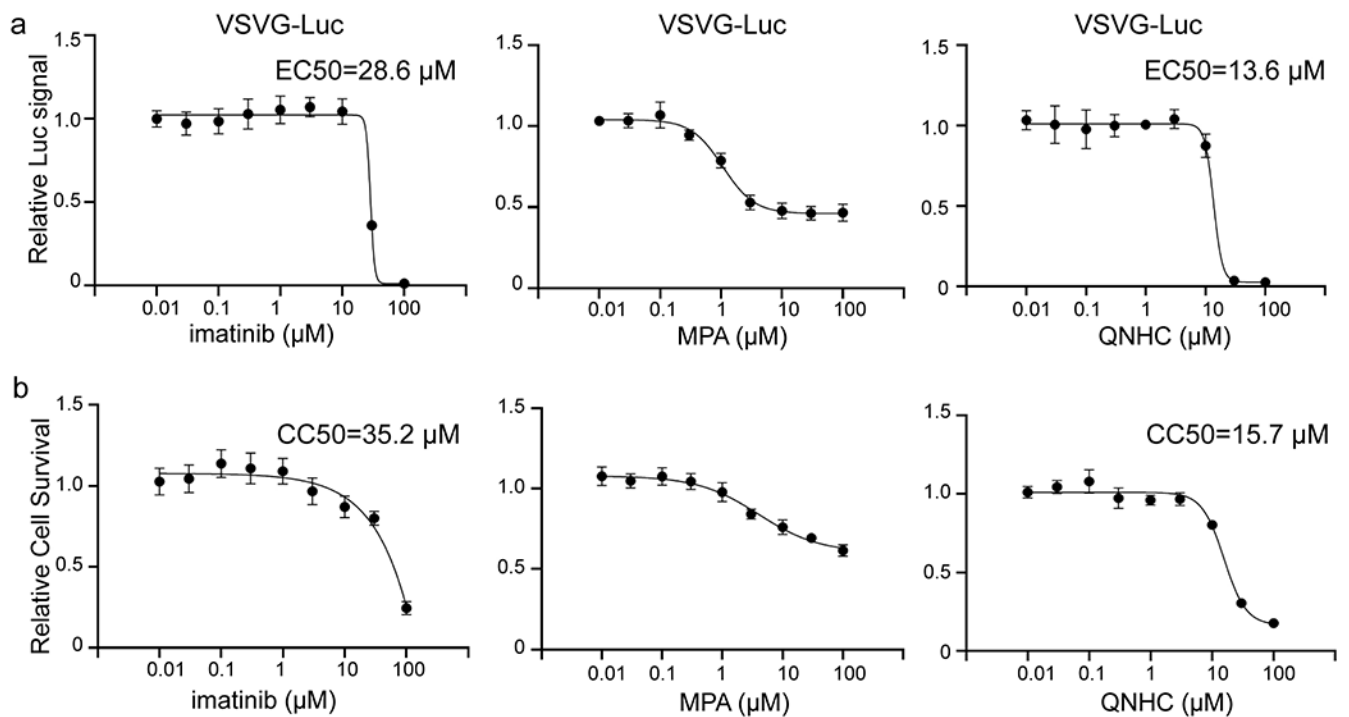 a
VSVG-Luc
EC50=28.6 µM
Relative Luc signal
1.5
1.0
0.5
0
0.01 0.1 1 10 100
imatinib (µM)
VSVG-Luc
1.5
1.0
0.5
0
0.01 0.1 1 10 100
MPA (µM)
VSVG-Luc
EC50=13.6 µM
1.5
1.0
0.5
0
0.01 0.1 1 10 100
QNHC (µM)
b
CC50=35.2 µM
Relative Cell Survival
1.5
1.0
0.5
0
0.01 0.1 1 10 100
imatinib (µM)
1.5
1.0
0.5
0
0.01 0.1 1 10 100
MPA (µM)
CC50=15.7 µM
1.5
1.0
0.5
0
0.01 0.1 1 10 100
QNHC (µM)